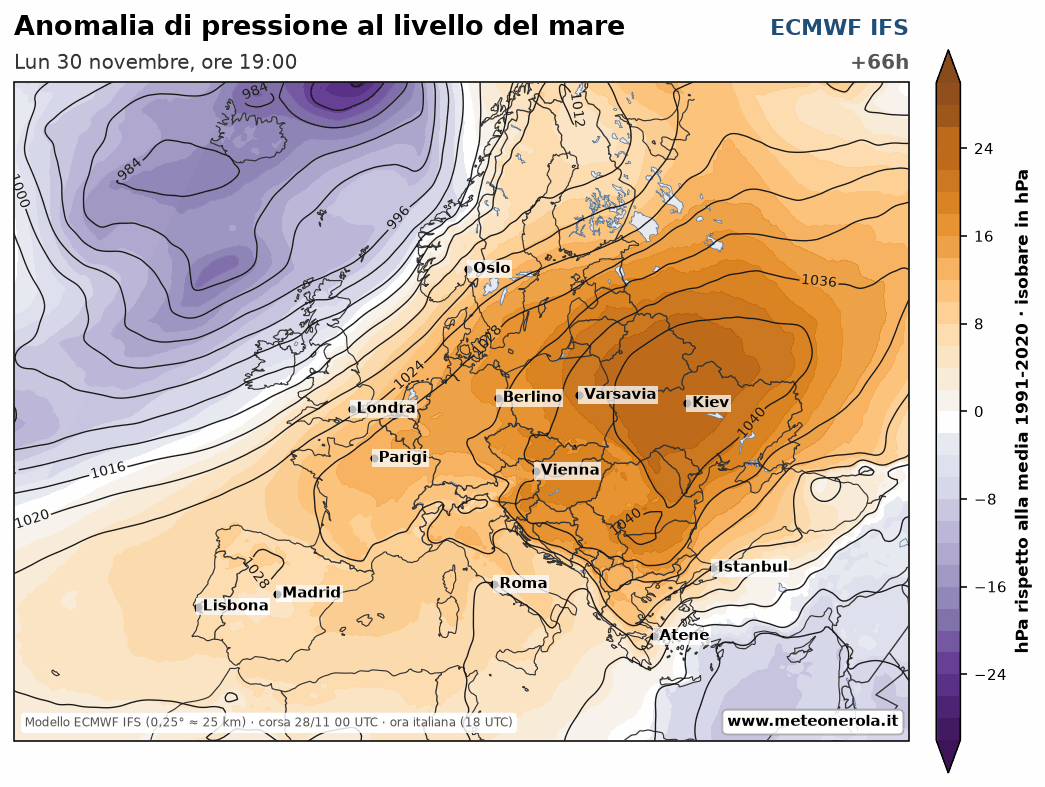 Anomalia di pressione al livello del mare
ECMWF IFS
Lun 30 novembre, ore 19:00
+66h
984
1012
984
1000
996
Oslo
1036
1028
1024
Berlino
Varsavia
Kiev
Londra
1040
Parigi
1016
Vienna
1020
1040
1028
Istanbul
Roma
Madrid
Lisbona
Atene
Modello ECMWF IFS (0,25° ≈ 25 km) · corsa 28/11 00 UTC · ora italiana (18 UTC)
www.meteonerola.it
24
16
8
0
−8
−16
−24
hPa rispetto alla media 1991-2020 · isobare in hPa